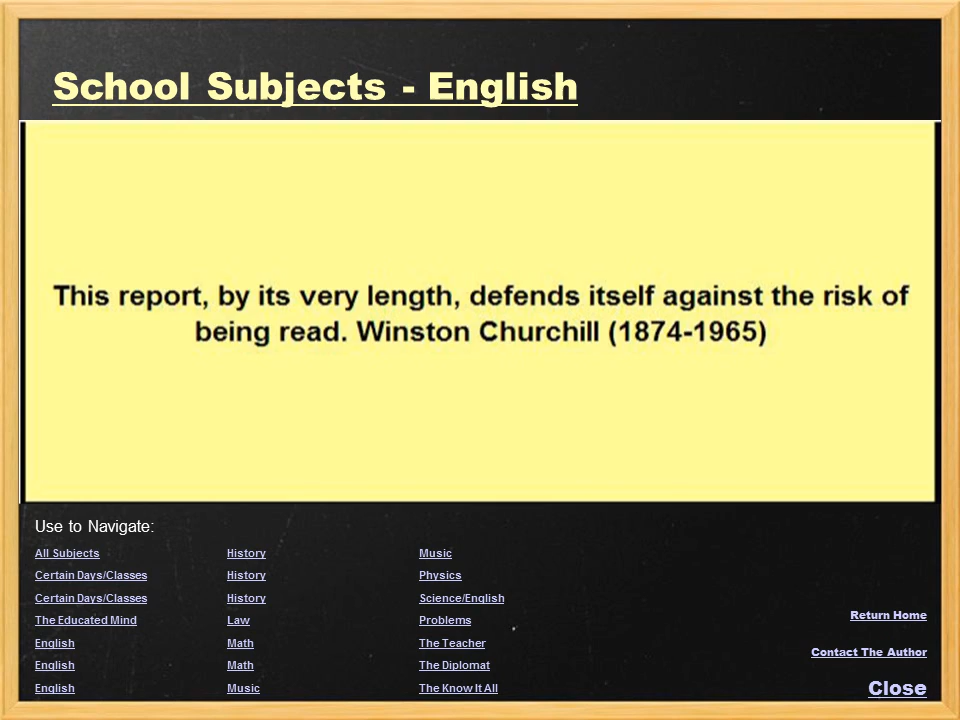 School Subjects - English
This report, by its very length, defends itself against the risk of
being read. Winston Churchill (1874-1965)
Use to Navigate:
All Subjects
Certain Days/Classes
Certain Days/Classes
The Educated Mind
English
English
English
History
History
History
Law
Math
Math
Music
Music
Physics
Science/English
Problems
The Teacher
The Diplomat
The Know It All
Return Home
Contact The Author
Close